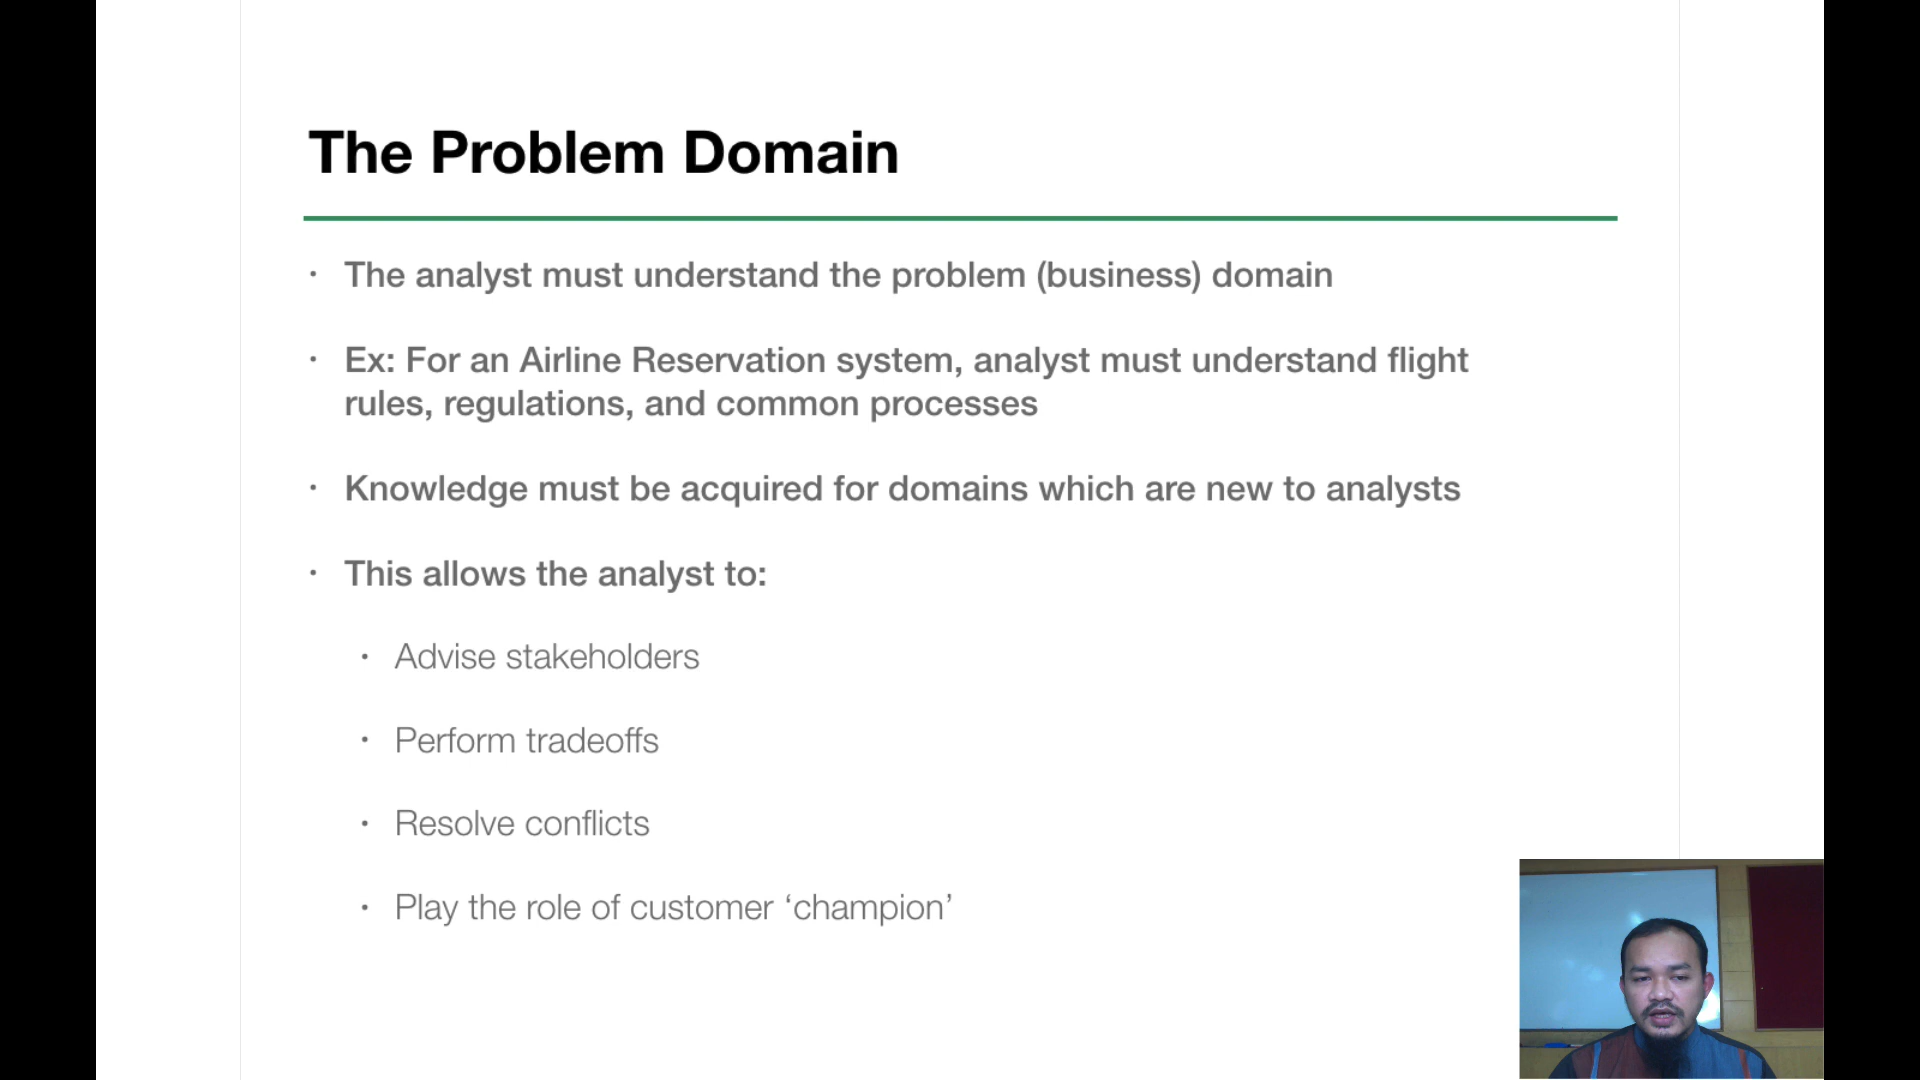 The Problem Domain
· The analyst must understand the problem (business) domain
· Ex: For an Airline Reservation system, analyst must understand flight
rules, regulations, and common processes
· Knowledge must be acquired for domains which are new to analysts
· This allows the analyst to:
· Advise stakeholders
· Perform tradeoffs
· Resolve conflicts
· Play the role of customer ‘champion’